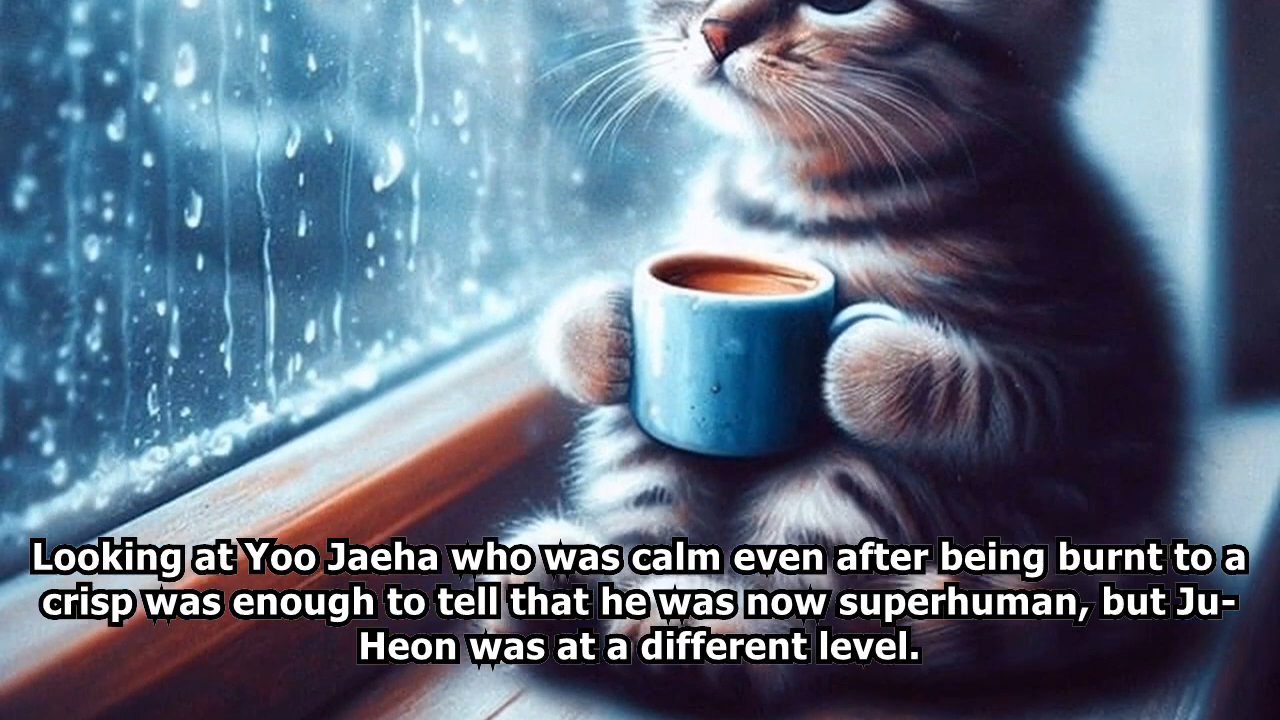 Looking at Yoo Jaeha who was calm even after being burnt to a
crisp was enough to tell that he was now superhuman, but Ju-
Heon was at a different level.